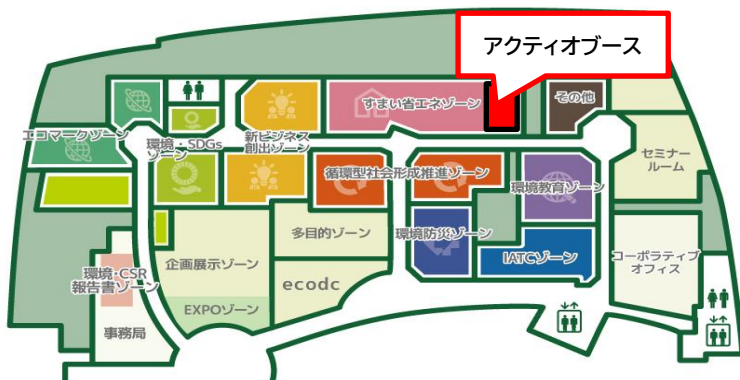 アクティオブース
すまい省エネゾーン
その他
エコマークゾーン
環境・SDGs
ゾーン
新ビジネス
創出ゾーン
セミナー
ルーム
循環型社会形成推進ゾーン
環境教育ゾーン
多目的ゾーン
環境防災ゾーン
企画展示ゾーン
IATCゾーン
コーポラティブ
オフィス
環境・CSR
報告書ゾーン
ecodc
EXPOゾーン
事務局